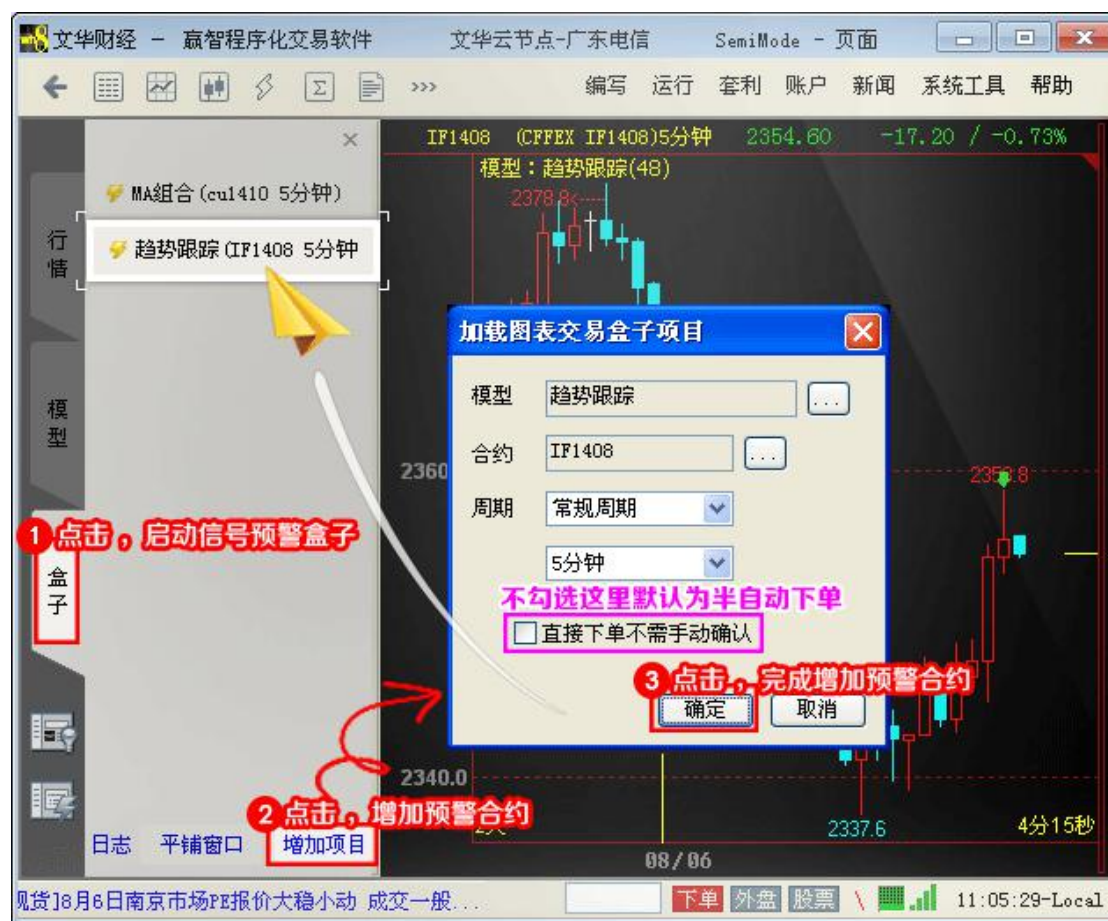 文华财经 - 赢智程序化交易软件 文华云节点-广东电信 SemiMode - 页面
>>> 编写 运行 套利 账户 新闻 系统工具 帮助
IF1408 (CFFEX IF1408)5分钟 2354.60 -17.20 / -0.73%
模型：趋势跟踪(48)
2378.8<----
MA组合(cu1410 5分钟)
趋势跟踪(IF1408 5分钟
行情
模型
盒子
加载图表交易盒子项目
模型 趋势跟踪 ...
合约 IF1408 ...
周期 常规周期
5分钟
不勾选这里默认为半自动下单
直接下单不需手动确认
确定 取消
1 点击，启动信号预警盒子
3 点击，完成增加预警合约
2 点击，增加预警合约
2360
2340.0
2337.6
4分15秒
08/06
日志 平铺窗口 增加项目
现货]8月6日南京市场PE报价大稳小动 成交一般... 下单 外盘 股票 11:05:29-Local